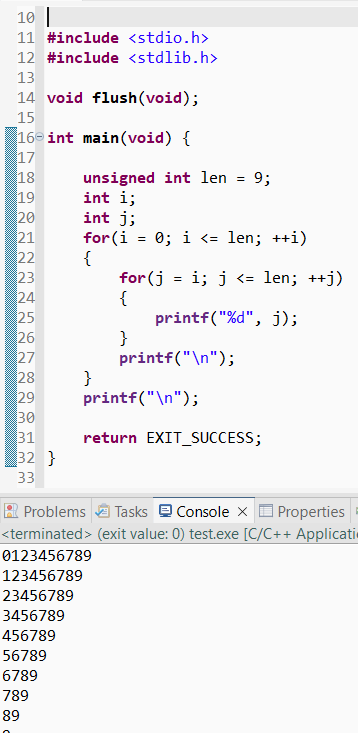 10
11 #include <stdio.h>
12 #include <stdlib.h>
13
14 void flush(void);
15
16 int main(void) {
17
18     unsigned int len = 9;
19     int i;
20     int j;
21     for(i = 0; i <= len; ++i)
22     {
23         for(j = i; j <= len; ++j)
24         {
25             printf("%d", j);
26         }
27         printf("\n");
28     }
29     printf("\n");
30
31     return EXIT_SUCCESS;
32 }
33
Problems Tasks Console Properties
<terminated> (exit value: 0) test.exe [C/C++ Applicati
0123456789
123456789
23456789
3456789
456789
56789
6789
789
89